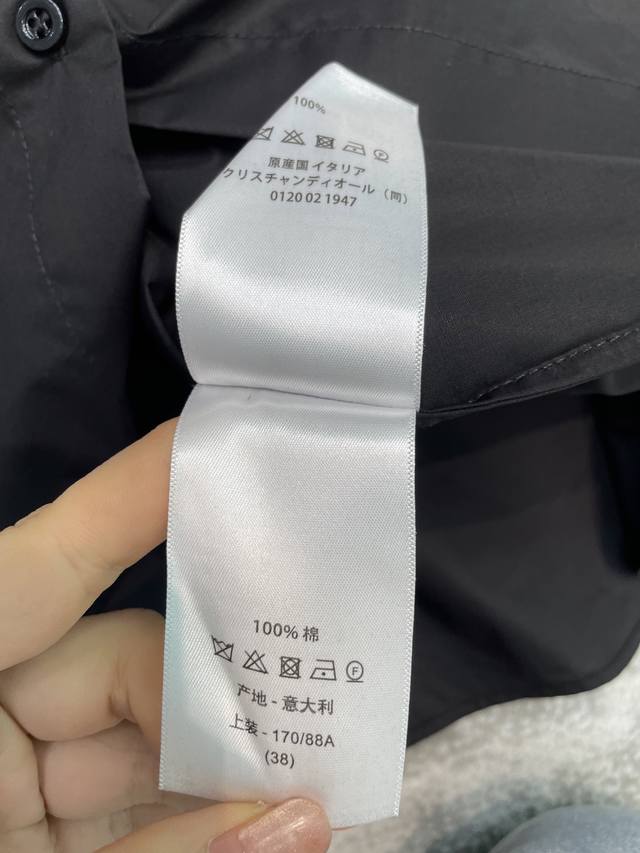 100%
原産国イタリア
クリスチャンディオール（同）
0120 02 1947
100% 棉
F
产地 - 意大利
上装 - 170/88A
(38)